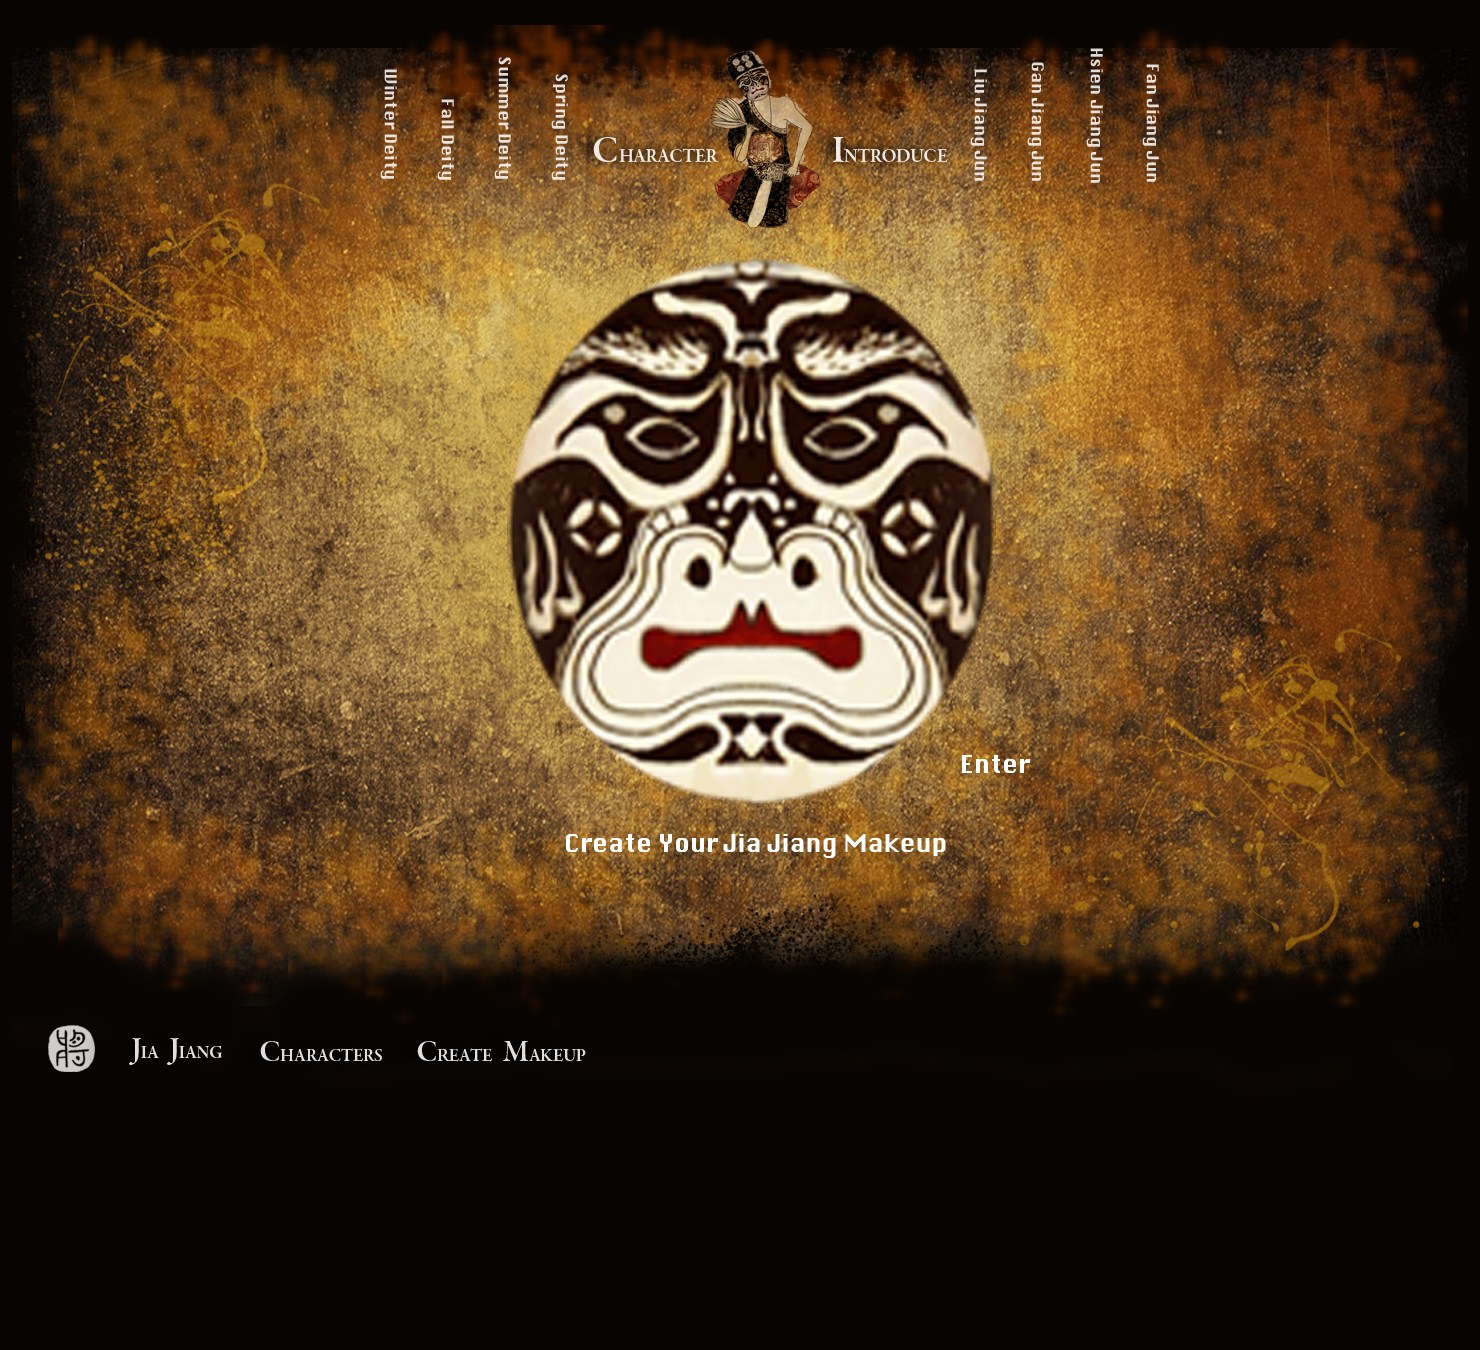 Winter Deity
Fall Deity
Summer Deity
Spring Deity
Character Introduce
Liu Jiang Jun
Gan Jiang Jun
Hsien Jiang Jun
Fan Jiang Jun
Enter
Create Your Jia Jiang Makeup
Jia Jiang
Characters
Create Makeup